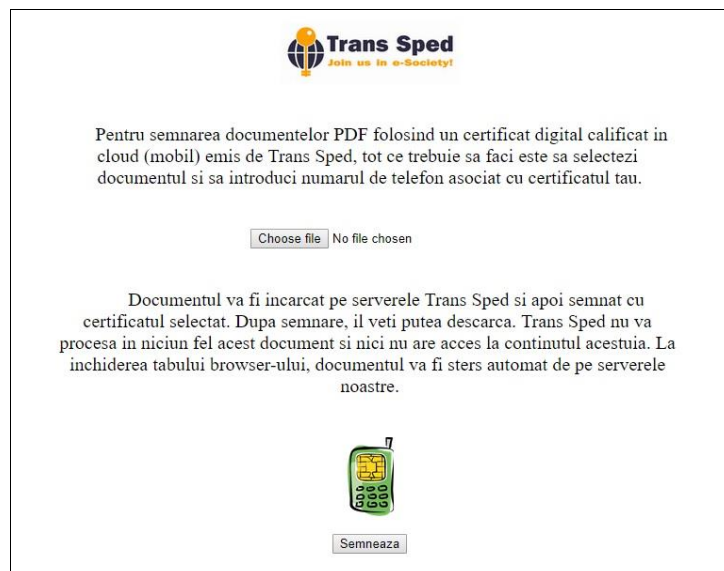 Trans Sped
Join us in e-Society!
Pentru semnarea documentelor PDF folosind un certificat digital calificat in
cloud (mobil) emis de Trans Sped, tot ce trebuie sa faci este sa selectezi
documentul si sa introduci numarul de telefon asociat cu certificatul tau.
Choose file No file chosen
Documentul va fi incarcat pe serverele Trans Sped si apoi semnat cu
certificatul selectat. Dupa semnare, il veti putea descarca. Trans Sped nu va
procesa in niciun fel acest document si nici nu are acces la continutul acestuia. La
inchiderea tabului browser-ului, documentul va fi sters automat de pe serverele
noastre.
Semneaza